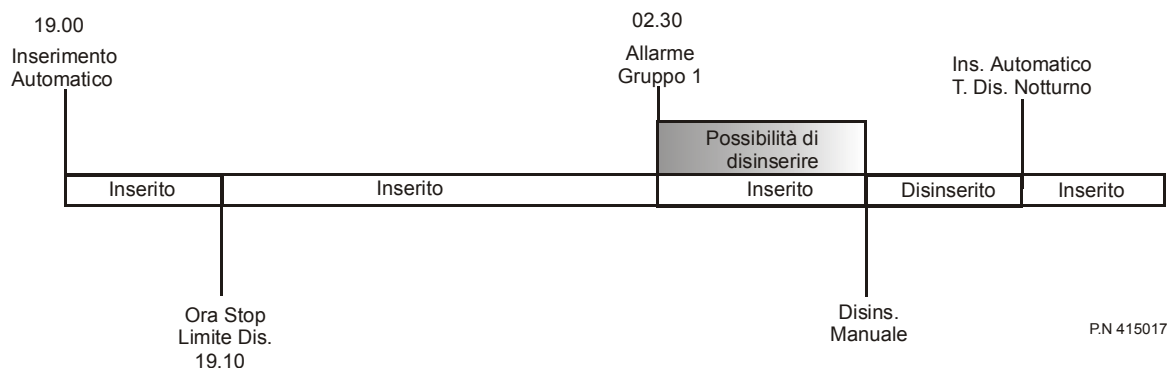 19.00
Inserimento
Automatico
02.30
Allarme
Gruppo 1
Ins. Automatico
T. Dis. Notturno
Possibilità di
disinserire
Inserito
Inserito
Inserito
Disinserito
Inserito
Ora Stop
Limite Dis.
19.10
Disins.
Manuale
P.N 415017